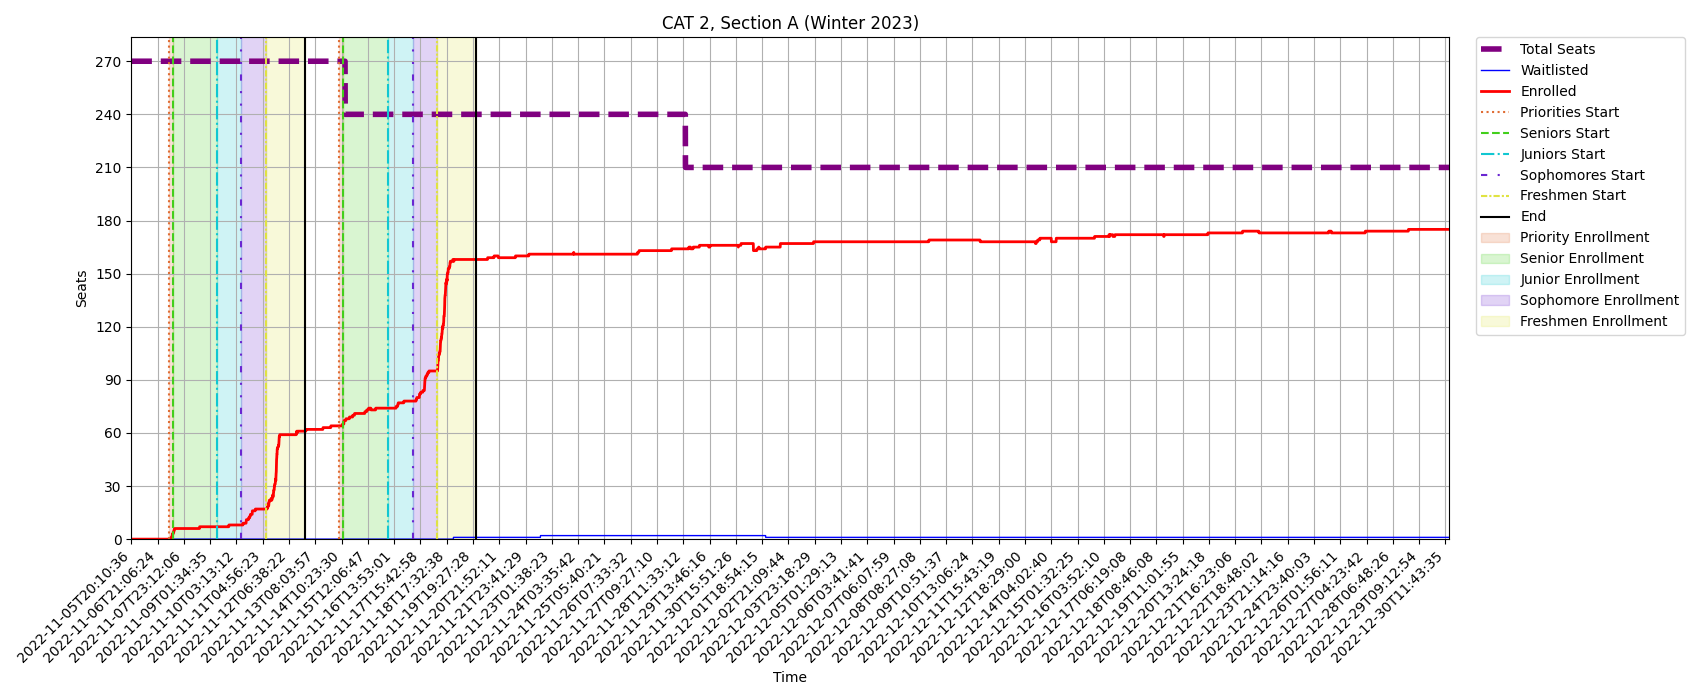 CAT 2, Section A (Winter 2023)
Total Seats
Waitlisted
Enrolled
Priorities Start
Seniors Start
Juniors Start
Sophomores Start
Freshmen Start
End
Priority Enrollment
Senior Enrollment
Junior Enrollment
Sophomore Enrollment
Freshmen Enrollment
Seats
270
240
210
180
150
120
90
60
30
0
2022-11-05T20:10:36
2022-11-06T21:06:24
2022-11-07T23:12:06
2022-11-09T01:34:35
2022-11-10T03:13:12
2022-11-11T04:56:23
2022-11-12T06:38:22
2022-11-13T08:03:57
2022-11-14T10:23:30
2022-11-15T12:06:47
2022-11-16T13:53:01
2022-11-17T15:42:58
2022-11-18T17:32:38
2022-11-19T19:27:28
2022-11-20T21:52:11
2022-11-21T23:41:29
2022-11-23T01:38:23
2022-11-24T03:35:42
2022-11-25T05:40:21
2022-11-26T07:33:32
2022-11-27T09:27:10
2022-11-28T11:33:12
2022-11-29T13:46:16
2022-11-30T15:51:26
2022-12-01T18:54:15
2022-12-02T21:09:44
2022-12-03T23:18:29
2022-12-05T01:29:13
2022-12-06T03:41:41
2022-12-07T06:07:59
2022-12-08T08:27:08
2022-12-09T10:51:37
2022-12-10T13:06:24
2022-12-11T15:43:19
2022-12-12T18:29:00
2022-12-14T04:02:40
2022-12-15T15:32:25
2022-12-16T16:52:10
2022-12-17T06:19:08
2022-12-18T08:46:08
2022-12-19T11:01:55
2022-12-20T13:24:18
2022-12-21T16:23:06
2022-12-22T18:48:02
2022-12-23T21:14:16
2022-12-24T23:40:03
2022-12-26T01:56:11
2022-12-27T04:23:42
2022-12-28T06:48:26
2022-12-29T09:12:54
2022-12-30T11:43:35
Time